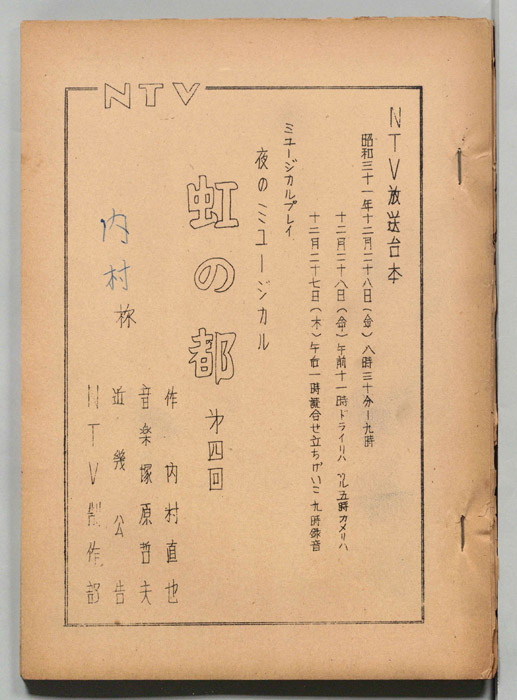 NTV
NTV放送台本
昭和三十一年十二月二十八日(金)八時三十分ー九時
十二月二十八日(金)午前十一時ドライリハ ソル五時カメリハ
十二月二十七日(木)午后一時読合せ立ちげいこ九時録音
ミュージカルプレイ
夜のミュージカル
虹の都 第四回
内村様
作 内村直也
音楽塚原哲夫
近畿公告
NTV制作部